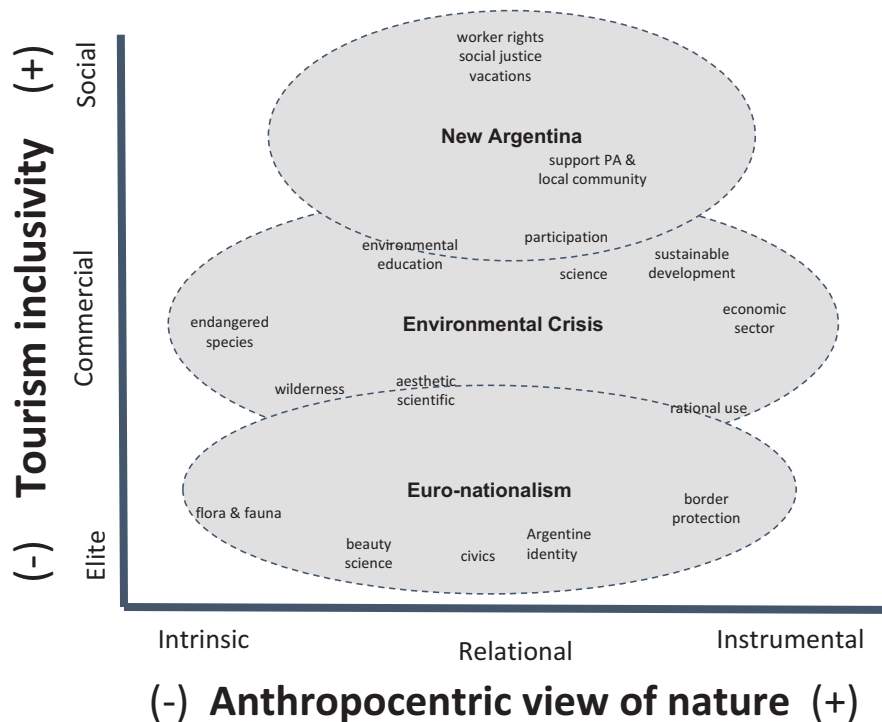 (+)
Social
Tourism inclusivity
Commercial
(-)
Elite
worker rights
social justice
vacations
New Argentina
support PA &
local community
participation
environmental
education
science
sustainable
development
endangered
species
Environmental Crisis
economic
sector
wilderness
aesthetic
scientific
rational use
Euro-nationalism
flora & fauna
border
protection
beauty
science
civics
Argentine
identity
Intrinsic
Relational
Instrumental
(-) Anthropocentric view of nature (+)